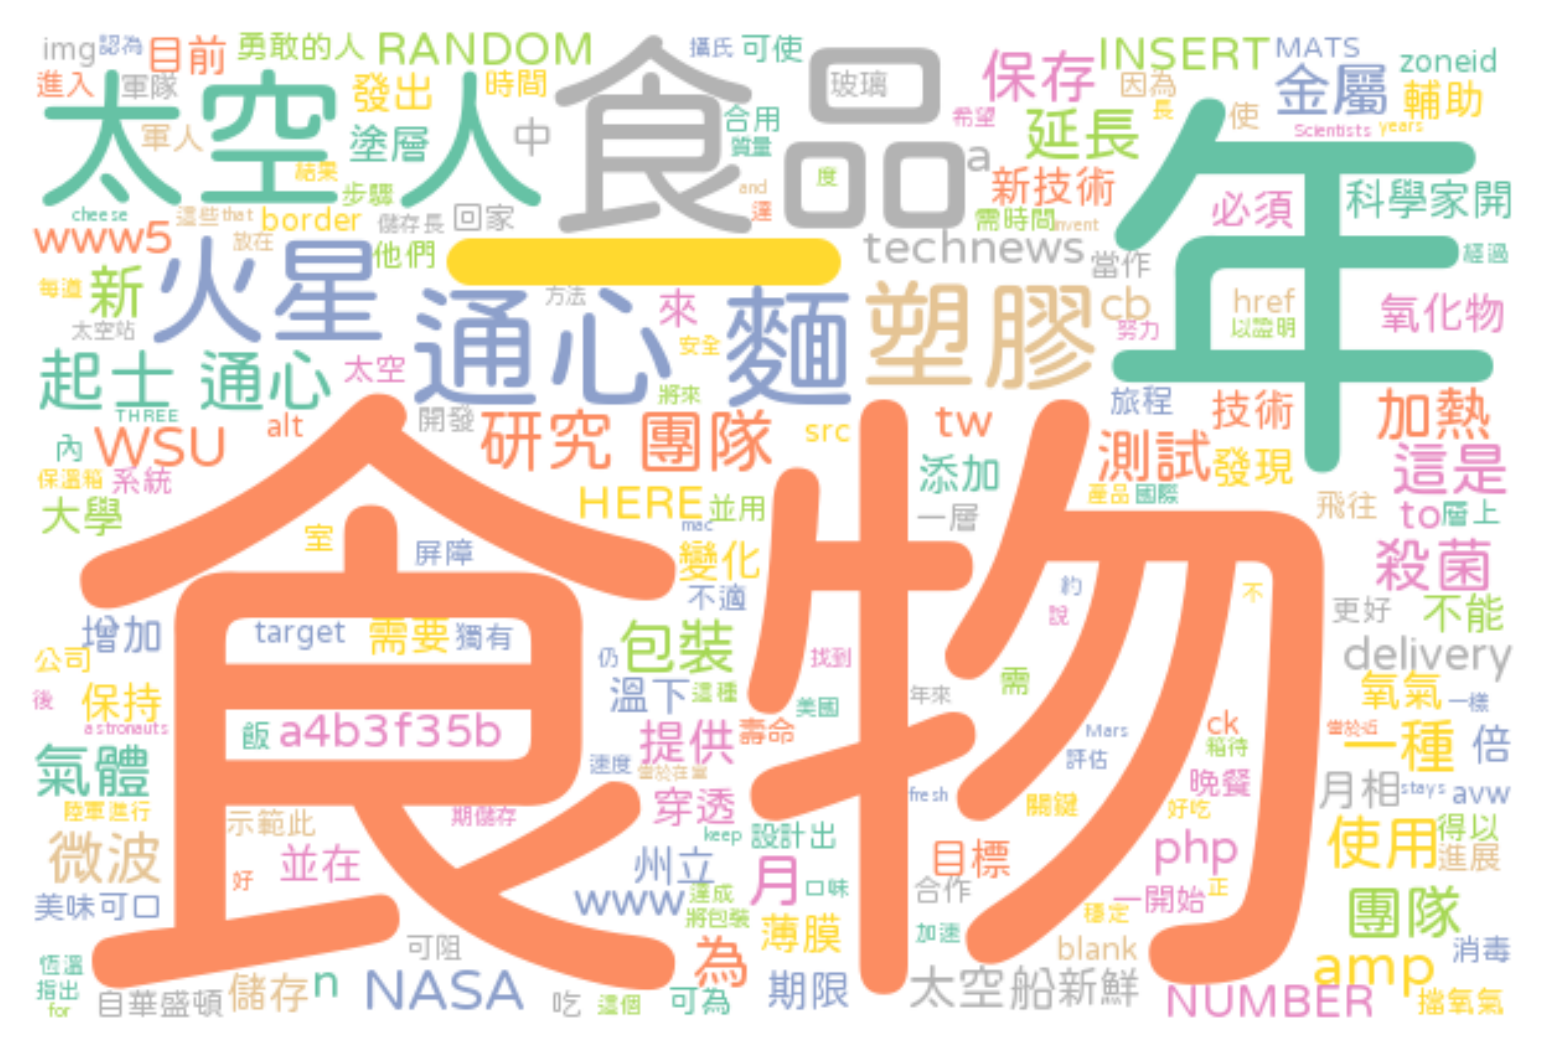 img 認為 目前 勇敢的人 RANDOM 攝氏 可使 保存 INSERT MATS zoneid
進入 軍隊 太空人 發出 時間 食品 玻璃 因為 金屬 輔助
軍人 塗層 中 合用 希望 延長 長 使 Scientists years
結果 步驟 質量 a 新技術 年 必須 科學家開
cheese 這些 that border 儲存長 回家 and 達 度 需時間 invent
www5 放在 他們 一 technews 當作 經過
每道 新 火星 方法 來 塑膠 cb href 氧化物
太空站 通心 麵 安全 努力 以證明
起士 通心 太空 將來 旅程 技術 加熱
THREE alt 開發 研究 團隊 src tw 測試 發現 這是
內 WSU 添加
保溫箱 系統 產品 國際 飛往
大學 HERE 並用 一層 to 層上
食物 室 屏障 mac 變化 殺菌
不適 約 不 說 更好 不能
增加 target 需要 獨有 包裝 delivery
公司 仍 找到 需 氧氣
後 保持 溫下 這種 美國 年來 一樣
astronauts 飯 a4b3f35b 提供 壽命 Mars ck 當於近 一種 倍
氣體 速度 當於在室 評估 箱待
穿透 fresh 晚餐 月相 stays avw
陸軍進行 示範此 期儲存 keep 設計出 關鍵 好吃 使用 得以
微波 並在 州立 目標 php 進展
好 月 口味 合作 一開始 正
美味可口 www 達成 將包裝 薄膜 加速 穩定 團隊
恆溫 可阻 為 blank amp 消毒
指出 自華盛頓 儲存 n NASA 吃 這個 可為 期限 太空船新鮮 NUMBER 擋氧氣
for